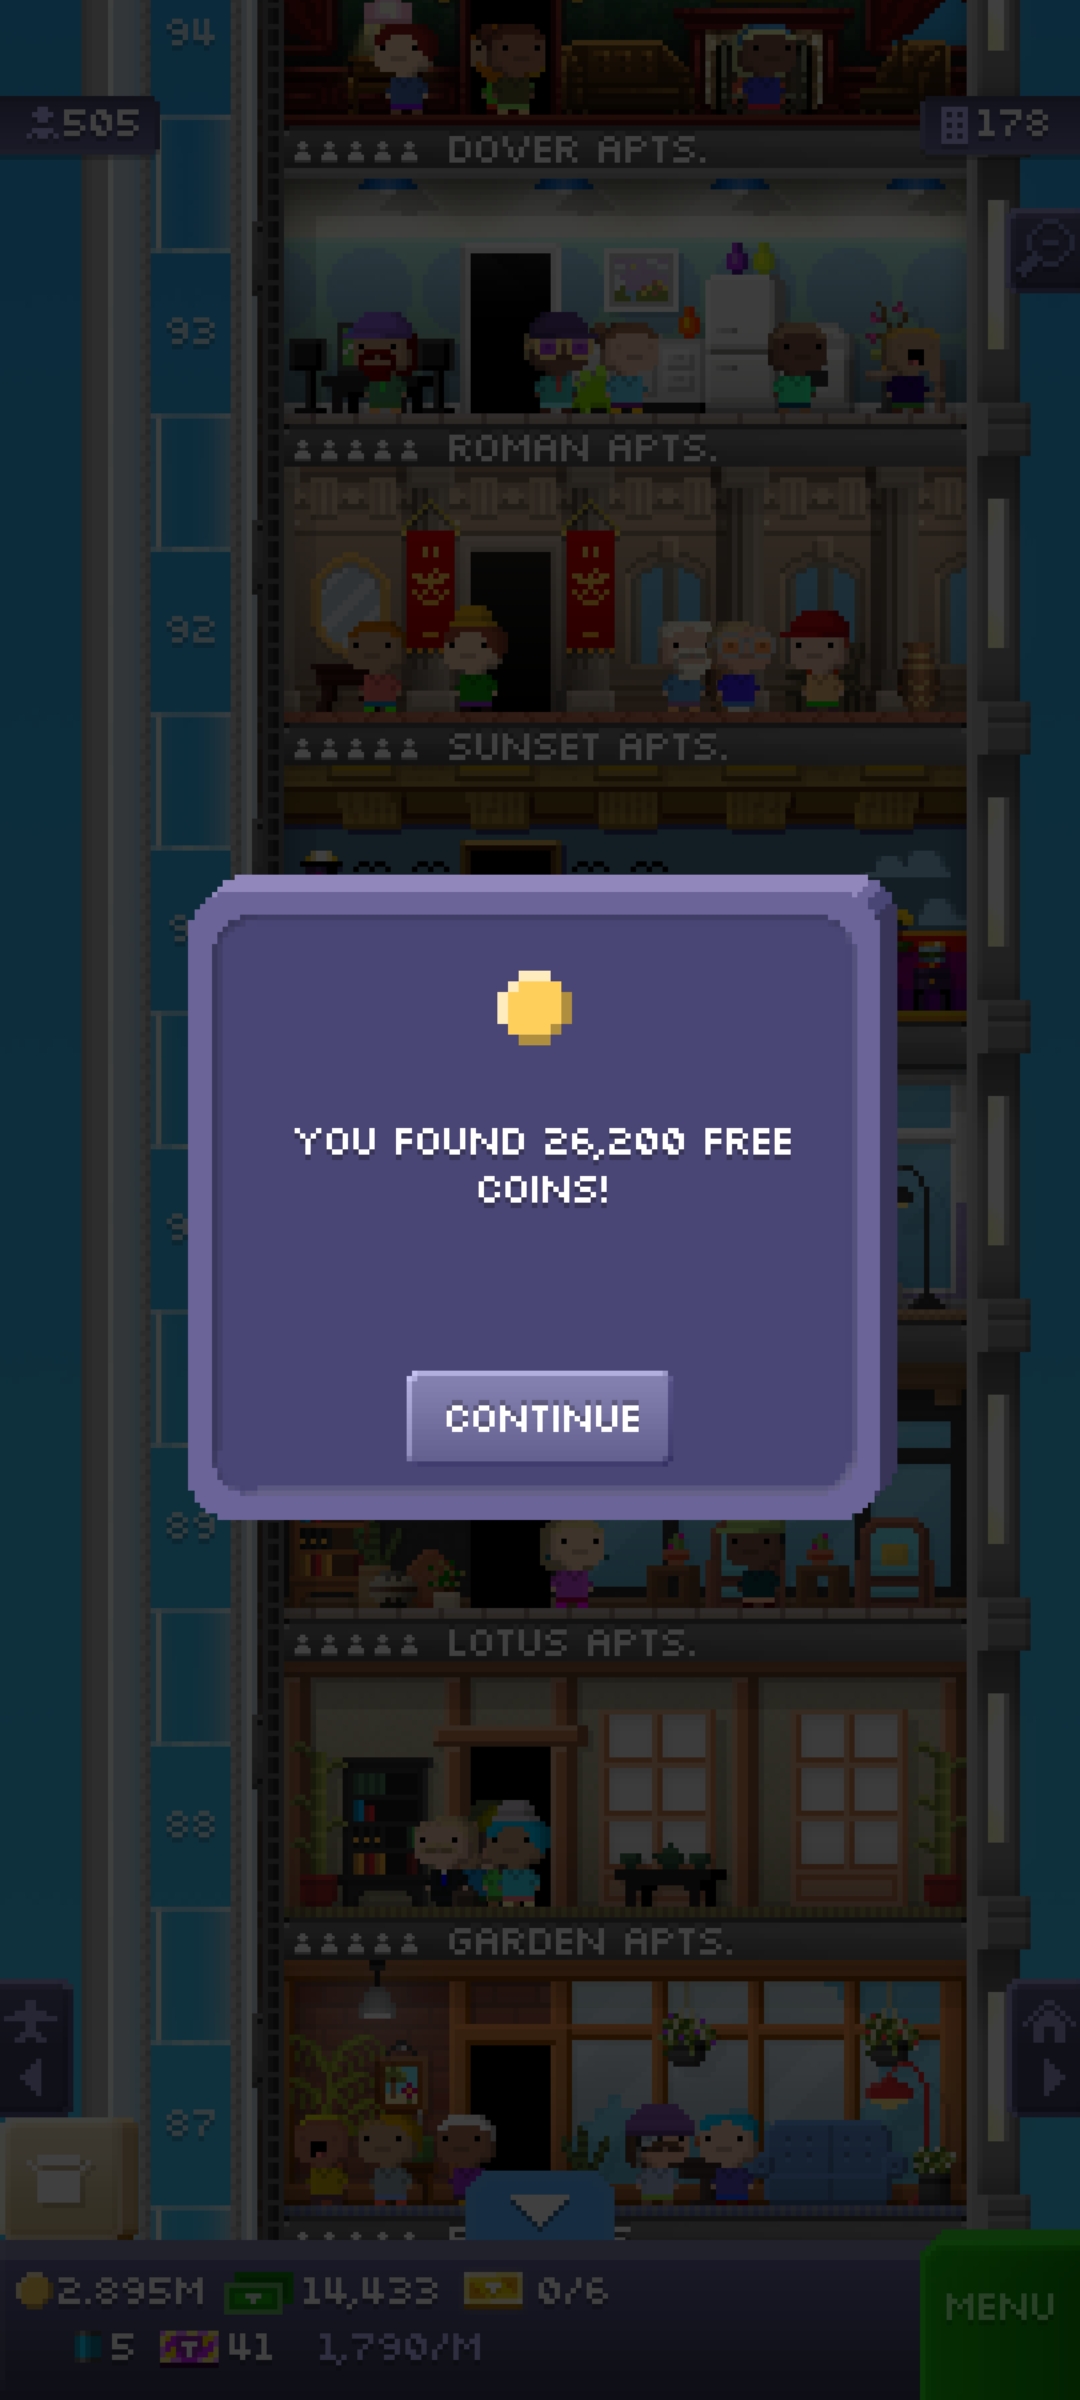 94
505
178
DOVER APTS.
93
ROMAN APTS.
92
SUNSET APTS.
YOU FOUND 26,200 FREE
COINS!
CONTINUE
89
LOTUS APTS.
88
GARDEN APTS.
87
2.895M 14,433 0/6
MENU
5 41 1,790/M